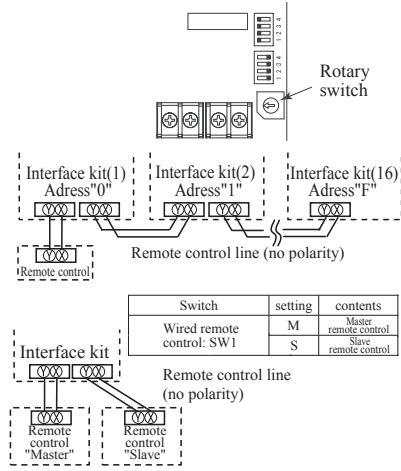 1 2 3 4
1 2 3 4
Rotary
switch
Interface kit(1)
Adress"0"
Interface kit(2)
Adress"1"
Interface kit(16)
Adress"F"
Y X X
Y X X
Y X X
Y X X
Y X X
Y X X
Y X X
Remote control
Remote control line (no polarity)
Switch setting contents
Wired remote
control: SW1
M Master
remote control
S Slave
remote control
Interface kit
Y X X
Y X X
Remote control line
(no polarity)
Y X X
Y X X
Remote
control
"Master"
Remote
control
"Slave"